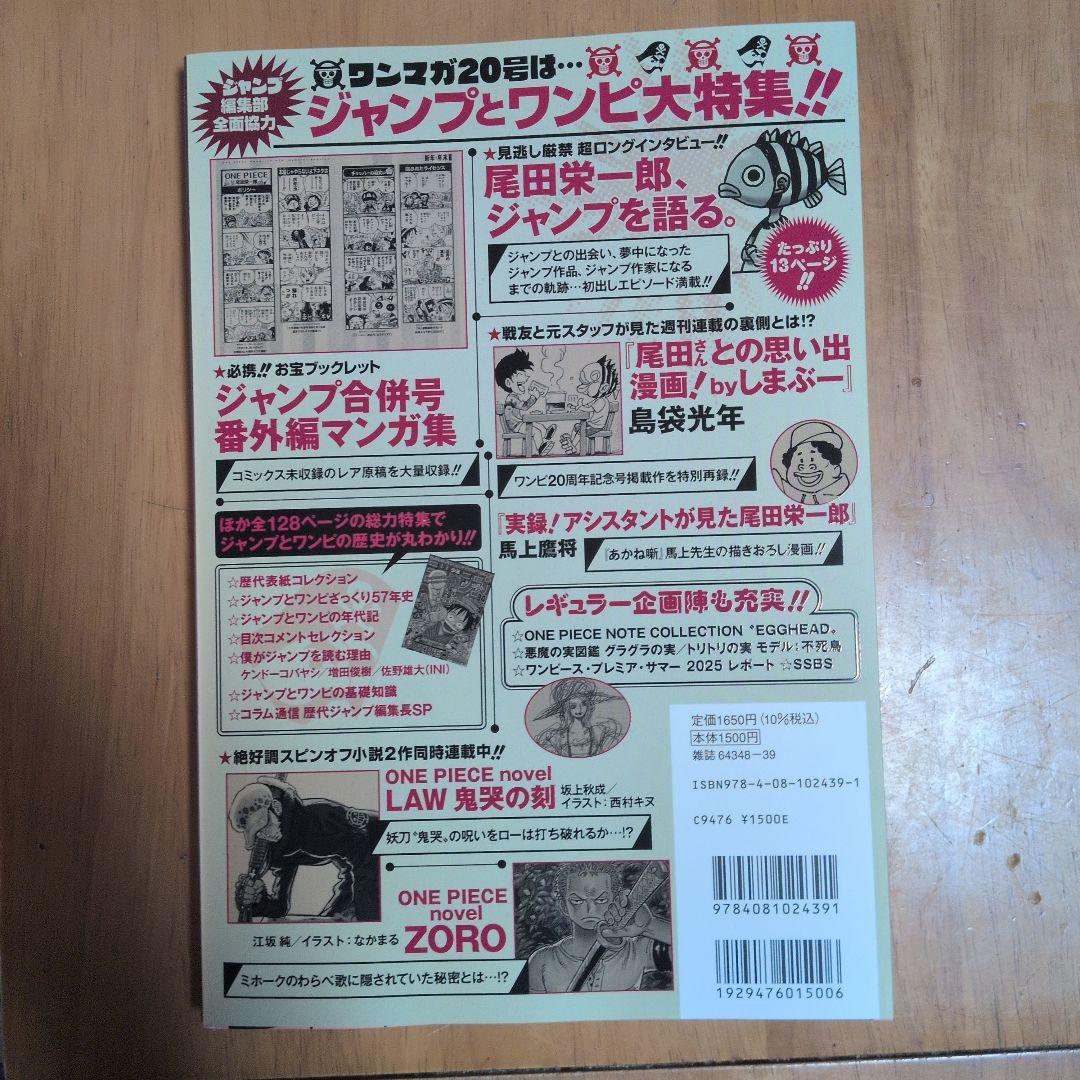 ジャンプ
編集部
全面協力
ワンマガ20号は…
ジャンプとワンピ大特集!!
新年・年末篇
ONE PIECE
尾田栄一郎
ポリシー
★必携!! お宝ブックレット
ジャンプ合併号
番外編マンガ集
コミックス未収録のレア原稿を大量収録!!
★見逃し厳禁 超ロングインタビュー!!
尾田栄一郎、
ジャンプを語る。
ジャンプとの出会い、夢中になった
ジャンプ作品、ジャンプ作家になる
までの軌跡…初出しエピソード満載!!
たっぷり
13ページ
!!
★戦友と元スタッフが見た週刊連載の裏側とは!?
『尾田さんとの思い出
漫画!byしまぶー』
島袋光年
ワンピ20周年記念号掲載作を特別再録!!
『実録!アシスタントが見た尾田栄一郎』
馬上鷹将
『あかね噺』馬上先生の描きおろし漫画!!
ほか全128ページの総力特集で
ジャンプとワンピの歴史が丸わかり!!
☆歴代表紙コレクション
☆ジャンプとワンピざっくり57年史
☆ジャンプとワンピの年代記
☆目次コメントセレクション
☆僕がジャンプを読む理由
ケンドーコバヤシ/増田俊樹/佐野雄大(INI)
☆ジャンプとワンピの基礎知識
☆コラム通信 歴代ジャンプ編集長SP
レギュラー企画陣も充実!!
☆ONE PIECE NOTE COLLECTION〝EGGHEAD〟
☆悪魔の実図鑑 グラグラの実/トリトリの実 モデル:不死鳥
☆ワンピース・プレミア・サマー 2025 レポート ☆SSBS
★絶好調スピンオフ小説2作同時連載中!!
ONE PIECE novel
LAW 鬼哭の刻
坂上秋成/
イラスト:西村キヌ
妖刀〝鬼哭〟の呪いをローは打ち破れるか…!?
ONE PIECE
novel
ZORO
江坂 純/イラスト:なかまる
ミホークのわらべ歌に隠されていた秘密とは…!?
定価1650円(10%税込)
本体1500円
雑誌 64348-39
ISBN978-4-08-102439-1
C9476 ¥1500E
9784081024391
1929476015006